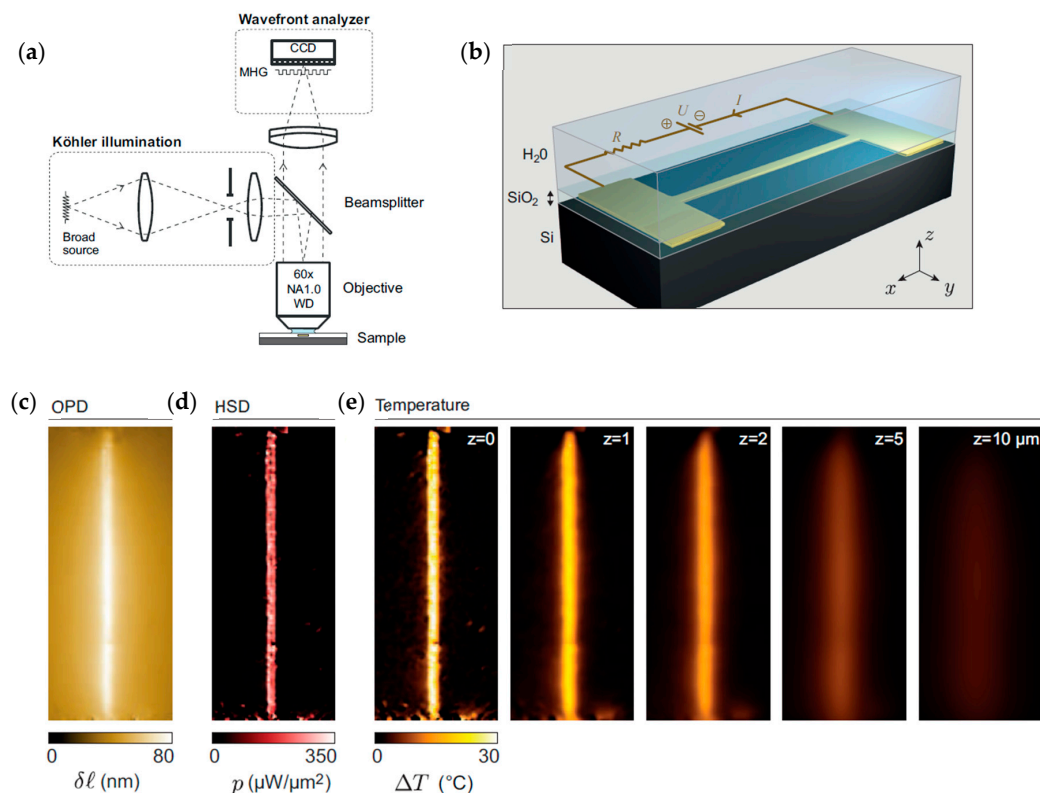 (a)
Wavefront analyzer
CCD
MHG
Köhler illumination
Broad
source
Beamsplitter
60x
NA1.0
WD
Objective
Sample
(b)
R
⊕
U
⊖
I
H₂0
SiO₂
Si
z
x
y
(c) OPD
(d) HSD
(e) Temperature
z=0
z=1
z=2
z=5
z=10 μm
0 80
δℓ (nm)
0 350
p (μW/μm²)
0 30
ΔT (°C)